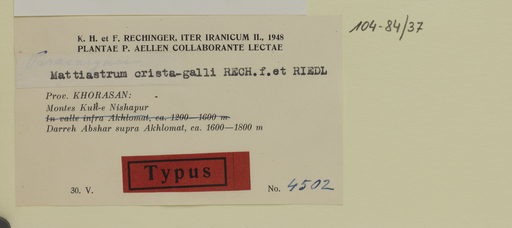 104-84/37
K. H. et F. RECHINGER, ITER IRANICUM II., 1948
PLANTAE P. AELLEN COLLABORANTE LECTAE
Mattiastrum crista-galli RECH.f.et RIEDL
Prov. KHORASAN:
Montes Kuh-e Nishapur
In valle infra Akhlomat, ca. 1200—1600 m
Darreh Abshar supra Akhlomat, ca. 1600—1800 m
Typus
30. V. No. 4502